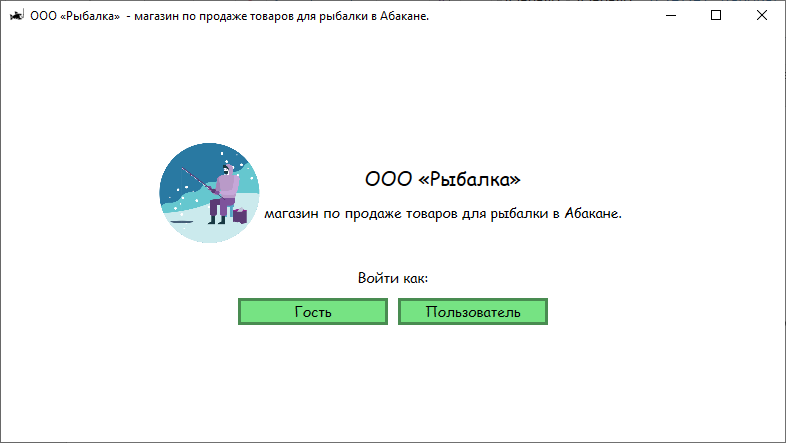 ООО «Рыбалка»  - магазин по продаже товаров для рыбалки в Абакане.
ООО «Рыбалка»
магазин по продаже товаров для рыбалки в Абакане.
Войти как:
Гость
Пользователь